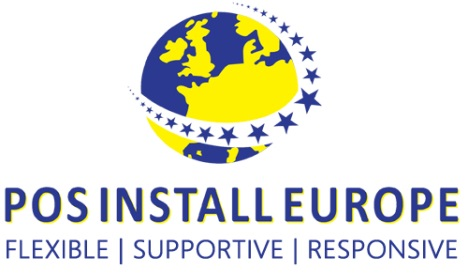 POS INSTALL EUROPE
FLEXIBLE | SUPPORTIVE | RESPONSIVE